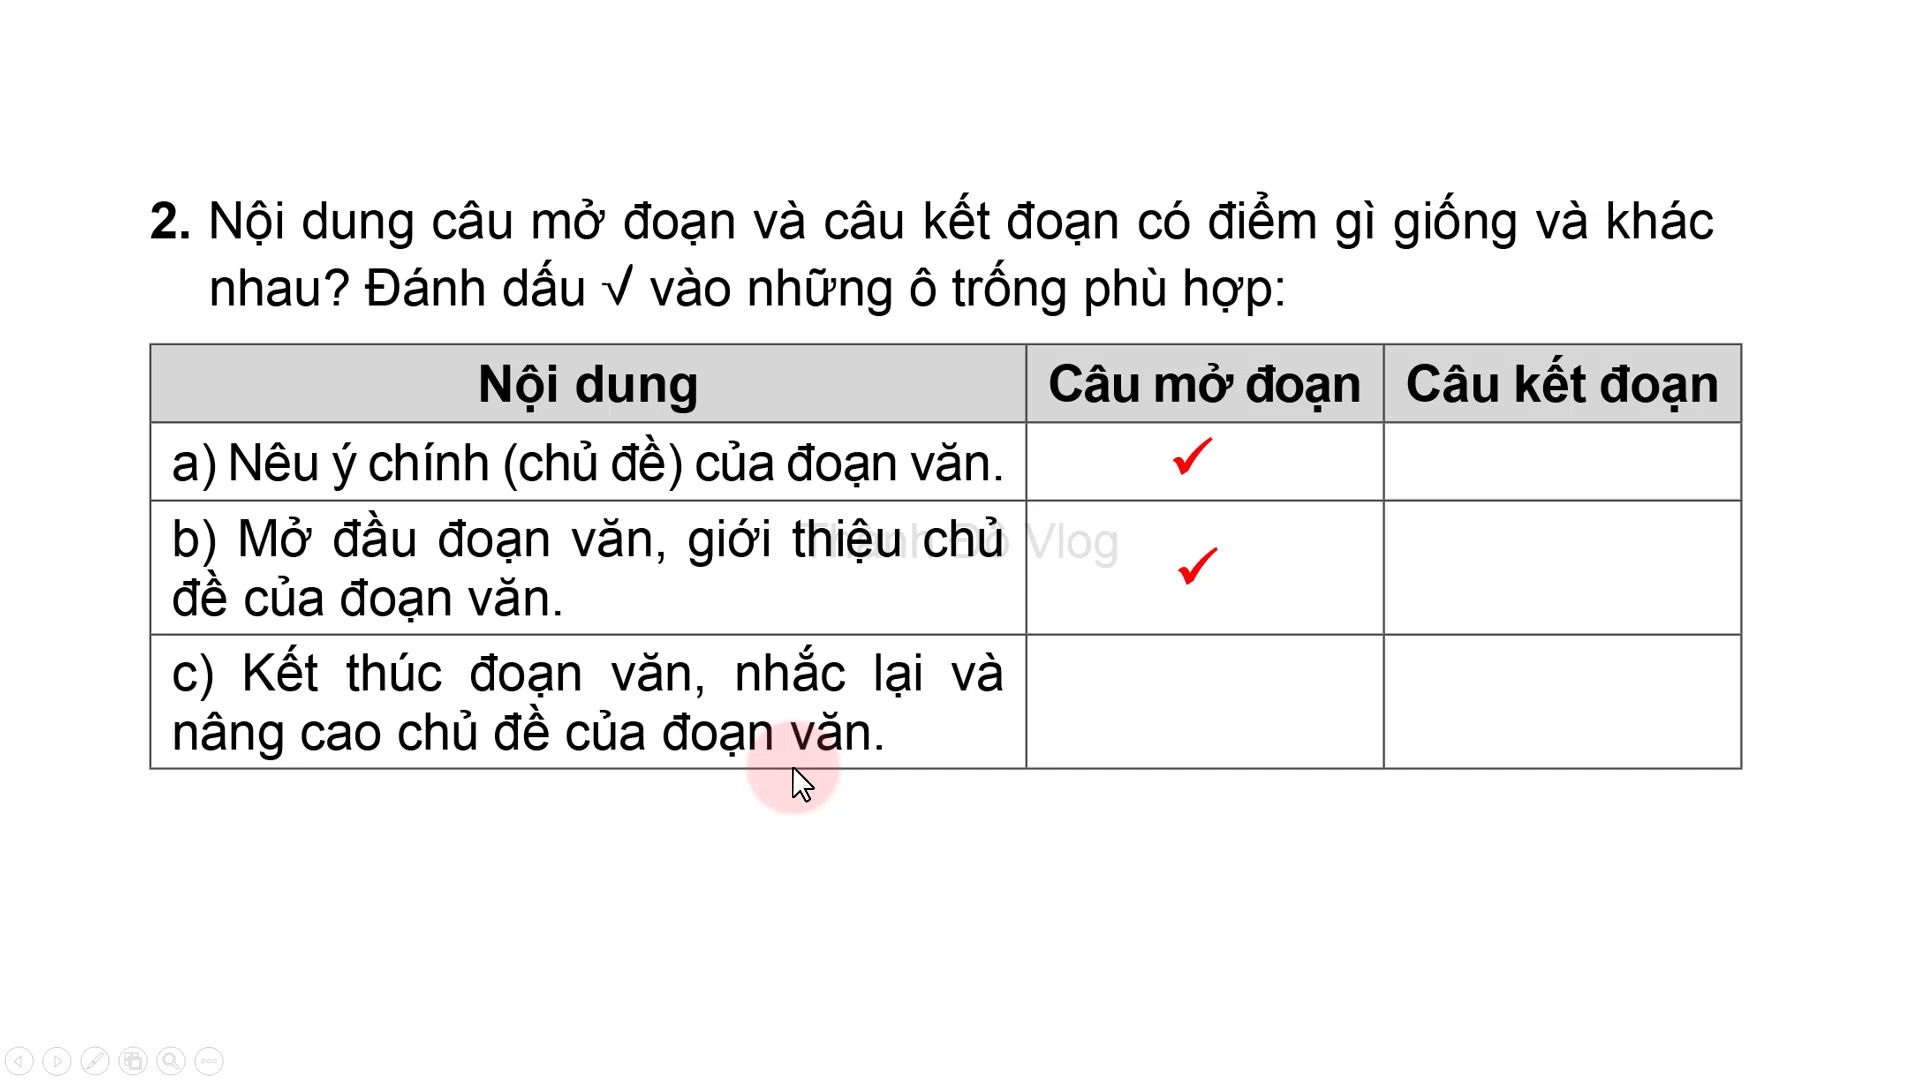 2. Nội dung câu mở đoạn và câu kết đoạn có điểm gì giống và khác
nhau? Đánh dấu √ vào những ô trống phù hợp:
Nội dung Câu mở đoạn Câu kết đoạn
a) Nêu ý chính (chủ đề) của đoạn văn. ✓
b) Mở đầu đoạn văn, giới thiệu chủ
đề của đoạn văn. ✓
Thành Đô Vlog
c) Kết thúc đoạn văn, nhắc lại và
nâng cao chủ đề của đoạn văn.